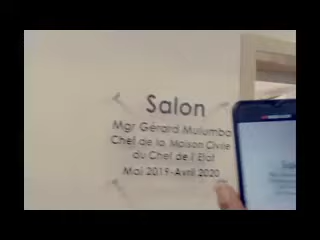 Salon
Mgr Gérard Mulumba
Chef de la Maison Civile
du Chef de l'Etat
Mai 2019-Avril 2020